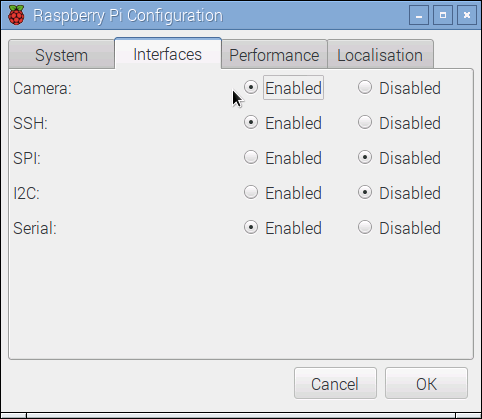 Raspberry Pi Configuration
System Interfaces Performance Localisation
Camera: Enabled Disabled
SSH: Enabled Disabled
SPI: Enabled Disabled
I2C: Enabled Disabled
Serial: Enabled Disabled
Cancel OK